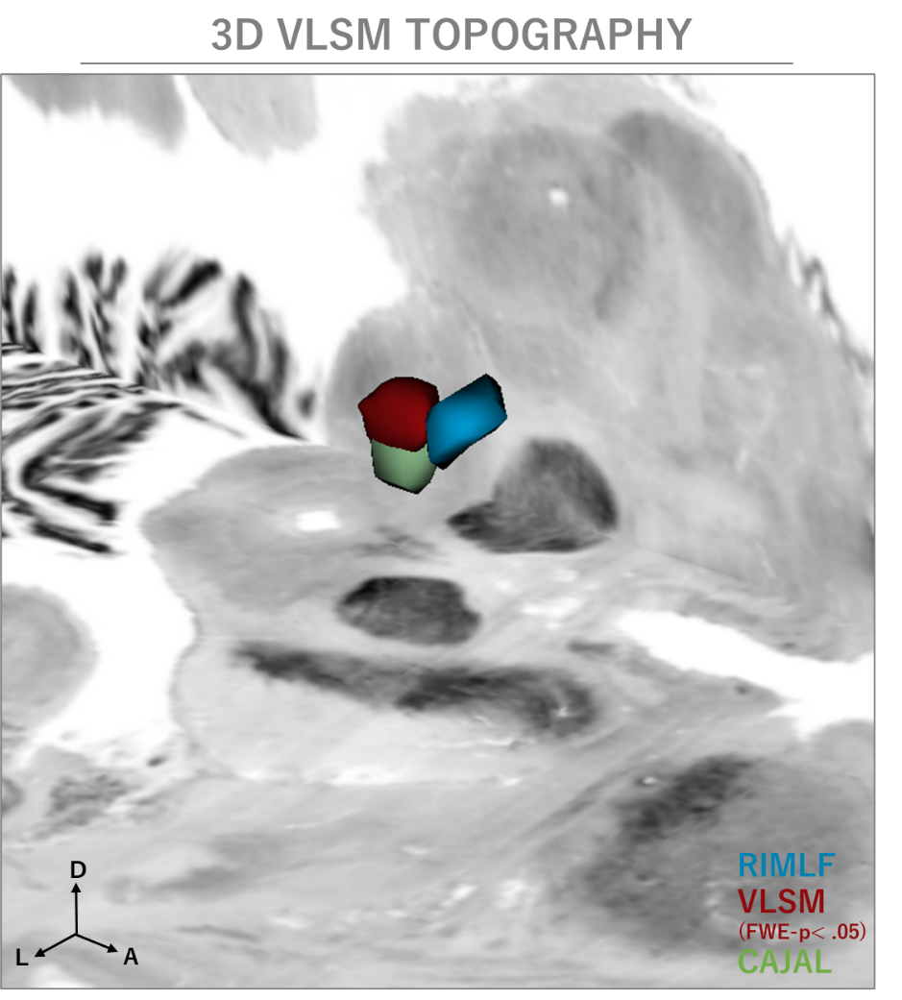 3D VLSM TOPOGRAPHY
D
L
A
RIMLF
VLSM
(FWE-p< .05)
CAJAL